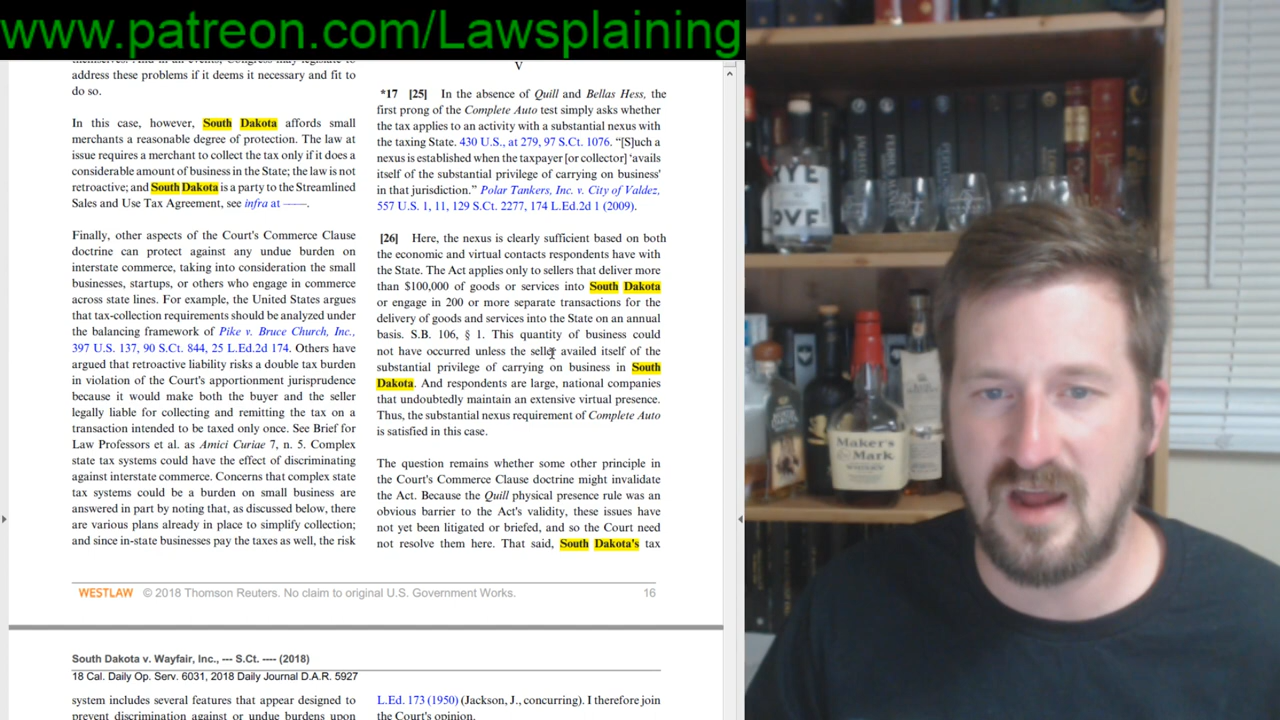 www.patreon.com/Lawsplaining
themselves. And in all events, Congress may legislate to
address these problems if it deems it necessary and fit to
do so.
In this case, however, South Dakota affords small
merchants a reasonable degree of protection. The law at
issue requires a merchant to collect the tax only if it does a
considerable amount of business in the State; the law is not
retroactive; and South Dakota is a party to the Streamlined
Sales and Use Tax Agreement, see infra at ——.
Finally, other aspects of the Court's Commerce Clause
doctrine can protect against any undue burden on
interstate commerce, taking into consideration the small
businesses, startups, or others who engage in commerce
across state lines. For example, the United States argues
that tax-collection requirements should be analyzed under
the balancing framework of Pike v. Bruce Church, Inc.,
397 U.S. 137, 90 S.Ct. 844, 25 L.Ed.2d 174. Others have
argued that retroactive liability risks a double tax burden
in violation of the Court's apportionment jurisprudence
because it would make both the buyer and the seller
legally liable for collecting and remitting the tax on a
transaction intended to be taxed only once. See Brief for
Law Professors et al. as Amici Curiae 7, n. 5. Complex
state tax systems could have the effect of discriminating
against interstate commerce. Concerns that complex state
tax systems could be a burden on small business are
answered in part by noting that, as discussed below, there
are various plans already in place to simplify collection;
and since in-state businesses pay the taxes as well, the risk
V
*17 [25] In the absence of Quill and Bellas Hess, the
first prong of the Complete Auto test simply asks whether
the tax applies to an activity with a substantial nexus with
the taxing State. 430 U.S., at 279, 97 S.Ct. 1076. “[S]uch a
nexus is established when the taxpayer [or collector] ‘avails
itself of the substantial privilege of carrying on business’
in that jurisdiction.” Polar Tankers, Inc. v. City of Valdez,
557 U.S. 1, 11, 129 S.Ct. 2277, 174 L.Ed.2d 1 (2009).
[26] Here, the nexus is clearly sufficient based on both
the economic and virtual contacts respondents have with
the State. The Act applies only to sellers that deliver more
than $100,000 of goods or services into South Dakota
or engage in 200 or more separate transactions for the
delivery of goods and services into the State on an annual
basis. S.B. 106, § 1. This quantity of business could
not have occurred unless the seller availed itself of the
substantial privilege of carrying on business in South
Dakota. And respondents are large, national companies
that undoubtedly maintain an extensive virtual presence.
Thus, the substantial nexus requirement of Complete Auto
is satisfied in this case.
The question remains whether some other principle in
the Court's Commerce Clause doctrine might invalidate
the Act. Because the Quill physical presence rule was an
obvious barrier to the Act's validity, these issues have
not yet been litigated or briefed, and so the Court need
not resolve them here. That said, South Dakota's tax
WESTLAW © 2018 Thomson Reuters. No claim to original U.S. Government Works. 16
South Dakota v. Wayfair, Inc., --- S.Ct. ---- (2018)
18 Cal. Daily Op. Serv. 6031, 2018 Daily Journal D.A.R. 5927
system includes several features that appear designed to
prevent discrimination against or undue burdens upon
L.Ed. 173 (1950) (Jackson, J., concurring). I therefore join
the Court's opinion.
RYE
Maker's
Mark